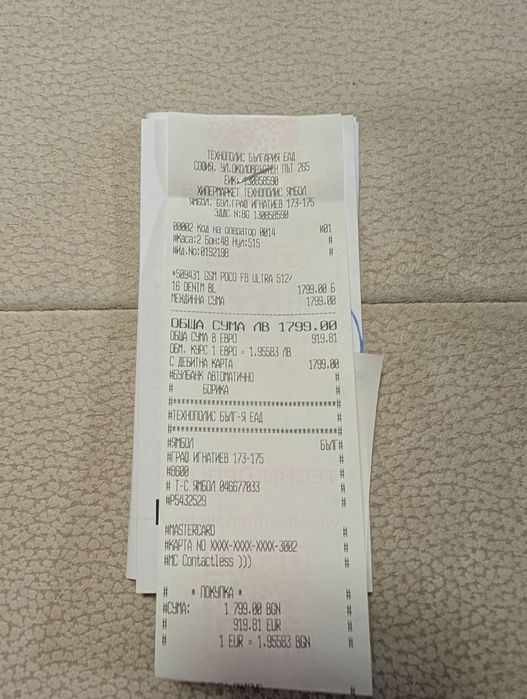 ТЕХНОПОЛИС БЪЛГАРИЯ ЕАД
СОФИЯ, УЛ.ОКОЛОВРЪСТЕН ПЪТ 265
ЕИК: 130858590
ХИПЕРМАРКЕТ ТЕХНОПОЛИС ЯМБОЛ
ЯМБОЛ, БУЛ.ГРАФ ИГНАТИЕВ 173-175
ЗДДС N:BG 130858590
00002 Код на оператор 0014 #01
#Каса:2 Бон:48 Нул:515 #
#Ид.No:0192198 #
*509431 GSM POCO F8 ULTRA 512/
16 DENIM BL 1799.00 Б
МЕЖДИННА СУМА 1799.00
ОБЩА СУМА ЛВ 1799.00
ОБЩА СУМА В ЕВРО 919.81
ОБМ. КУРС 1 ЕВРО = 1.95583 ЛВ
С ДЕБИТНА КАРТА 1799.00
#БУЛБАНК АВТОМАТИЧНО #
# БОРИКА #
#ТЕХНОПОЛИС БЪЛГ-Я ЕАД #
#ЯМБОЛ БЪЛГ#
#ГРАФ ИГНАТИЕВ 173-175 #
#8600 #
# Т-С ЯМБОЛ 046677033 #
#P5432529 #
#MASTERCARD #
#КАРТА NO XXXX-XXXX-XXXX-3002 #
#MC Contactless ))) #
# * ПОКУПКА * #
#СУМА: 1 799.00 BGN #
# 919.81 EUR #
# 1 EUR = 1.95583 BGN #